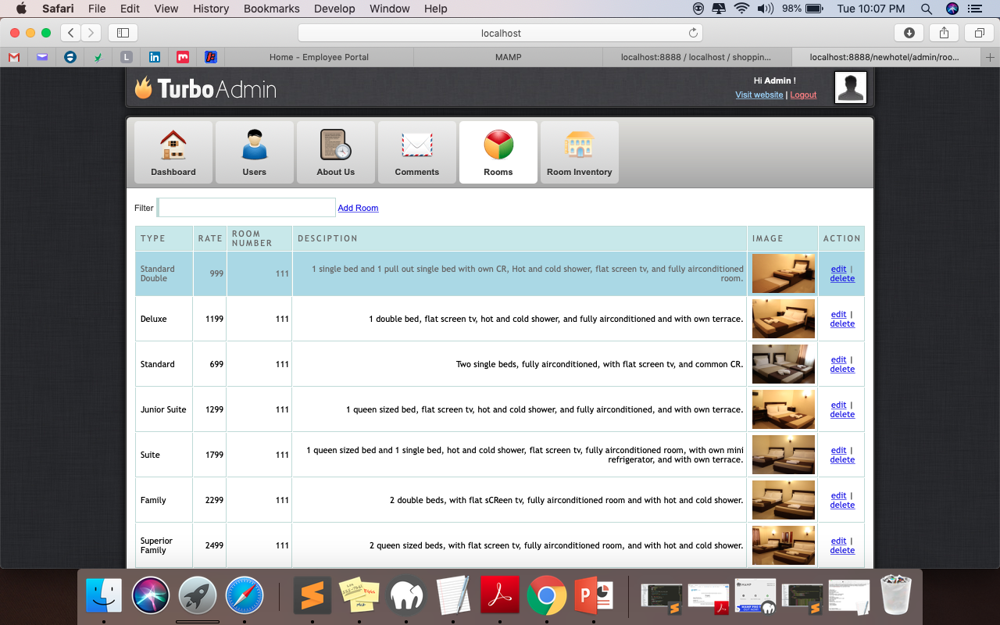 Safari File Edit View History Bookmarks Develop Window Help 98% Tue 10:07 PM
localhost
L in m
Home - Employee Portal MAMP localhost:8888 / localhost / shoppin... localhost:8888/newhotel/admin/roo...
TurboAdmin
Hi Admin !
Visit website | Logout
Dashboard Users About Us Comments Rooms Room Inventory
Filter Add Room
TYPE RATE ROOM NUMBER DESCIPTION IMAGE ACTION
Standard Double 999 111 1 single bed and 1 pull out single bed with own CR, Hot and cold shower, flat screen tv, and fully airconditioned room. edit | delete
Deluxe 1199 111 1 double bed, flat screen tv, hot and cold shower, and fully airconditioned and with own terrace. edit | delete
Standard 699 111 Two single beds, fully airconditioned, with flat screen tv, and common CR. edit | delete
Junior Suite 1299 111 1 queen sized bed, flat screen tv, hot and cold shower, and fully airconditioned, and with own terrace. edit | delete
Suite 1799 111 1 queen sized bed and 1 single bed, hot and cold shower, flat screen tv, fully airconditioned room, with own mini refrigerator, and with own terrace. edit | delete
Family 2299 111 2 double beds, with flat sCReen tv, fully airconditioned room and with hot and cold shower. edit | delete
Superior Family 2499 111 2 queen sized beds, with flat screen tv, fully airconditioned room, and with hot and cold shower. edit | delete
P